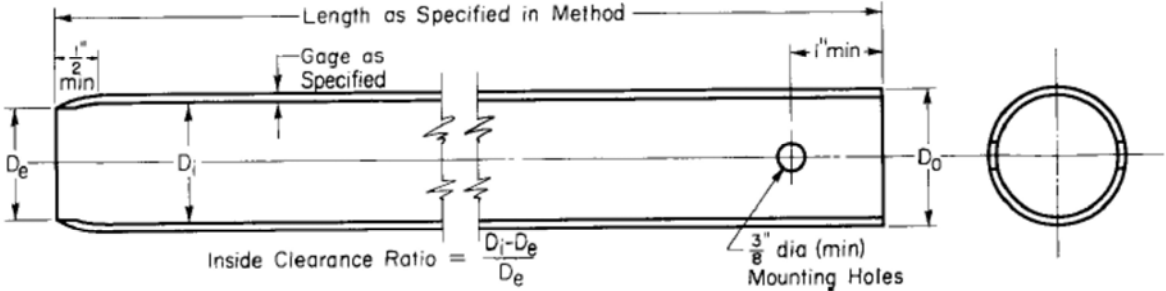 Length as Specified in Method
1/2"
min
Gage as
Specified
1" min
De
Di
Do
Inside Clearance Ratio = Di-De / De
3/8" dia (min)
Mounting Holes